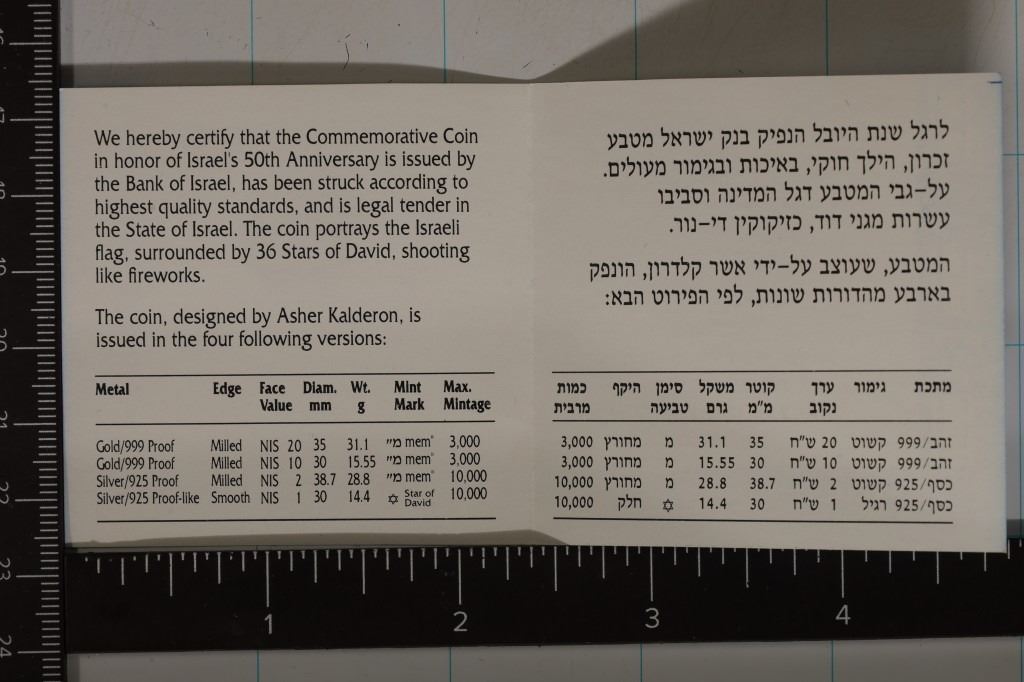 We hereby certify that the Commemorative Coin
in honor of Israel's 50th Anniversary is issued by
the Bank of Israel, has been struck according to
highest quality standards, and is legal tender in
the State of Israel. The coin portrays the Israeli
flag, surrounded by 36 Stars of David, shooting
like fireworks.
The coin, designed by Asher Kalderon, is
issued in the four following versions:
Metal Edge Face Value Diam. mm Wt. g Mint Mark Max. Mintage
Gold/999 Proof Milled NIS 20 35 31.1 "מ mem" 3,000
Gold/999 Proof Milled NIS 10 30 15.55 "מ mem" 3,000
Silver/925 Proof Milled NIS 2 38.7 28.8 "מ mem" 10,000
Silver/925 Proof-like Smooth NIS 1 30 14.4 ✡ Star of David 10,000
לרגל שנת היובל הנפיק בנק ישראל מטבע
זכרון, הילך חוקי, באיכות ובגימור מעולים.
על-גבי המטבע דגל המדינה וסביבו
עשרות מגני דוד, כזיקוקין די-נור.
המטבע, שעוצב על-ידי אשר קלדרון, הונפק
בארבע מהדורות שונות, לפי הפירוט הבא:
מתכת גימור ערך נקוב קוטר מ"מ משקל גרם סימן טביעה היקף כמות מרבית
זהב/999 קשוט 20 ש"ח 35 31.1 מ מחורץ 3,000
זהב/999 קשוט 10 ש"ח 30 15.55 מ מחורץ 3,000
כסף/925 קשוט 2 ש"ח 38.7 28.8 מ מחורץ 10,000
כסף/925 רגיל 1 ש"ח 30 14.4 ✡ חלק 10,000
1 2 3 4
17
18
19
20
21
22
23
24